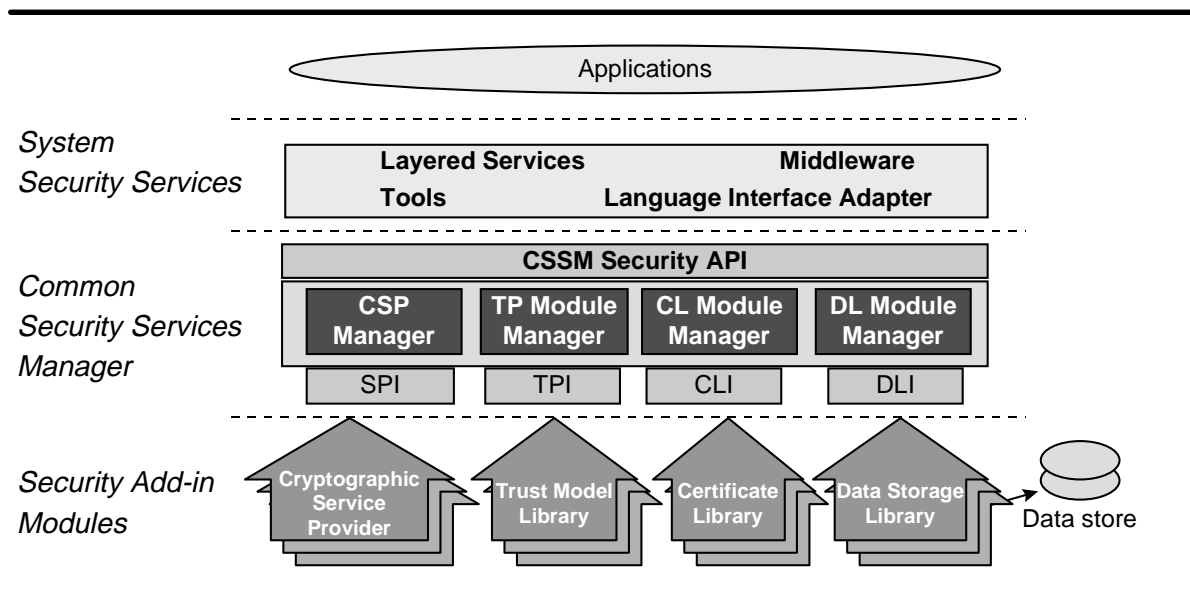 Applications
System
Security Services
Layered Services Middleware
Tools Language Interface Adapter
Common
Security Services
Manager
CSSM Security API
CSP
Manager
TP Module
Manager
CL Module
Manager
DL Module
Manager
SPI
TPI
CLI
DLI
Security Add-in
Modules
Cryptographic
Service
Provider
Trust Model
Library
Certificate
Library
Data Storage
Library
Data store